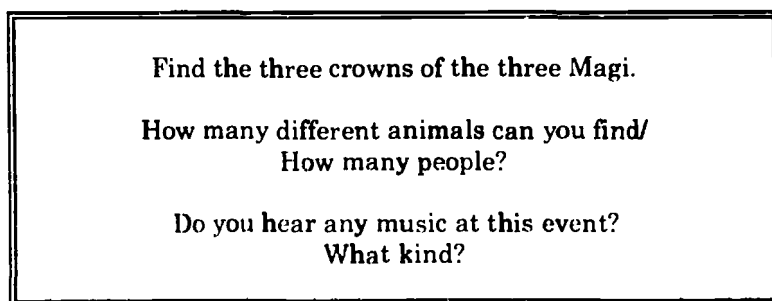 Find the three crowns of the three Magi.
How many different animals can you find/
How many people?
Do you hear any music at this event?
What kind?